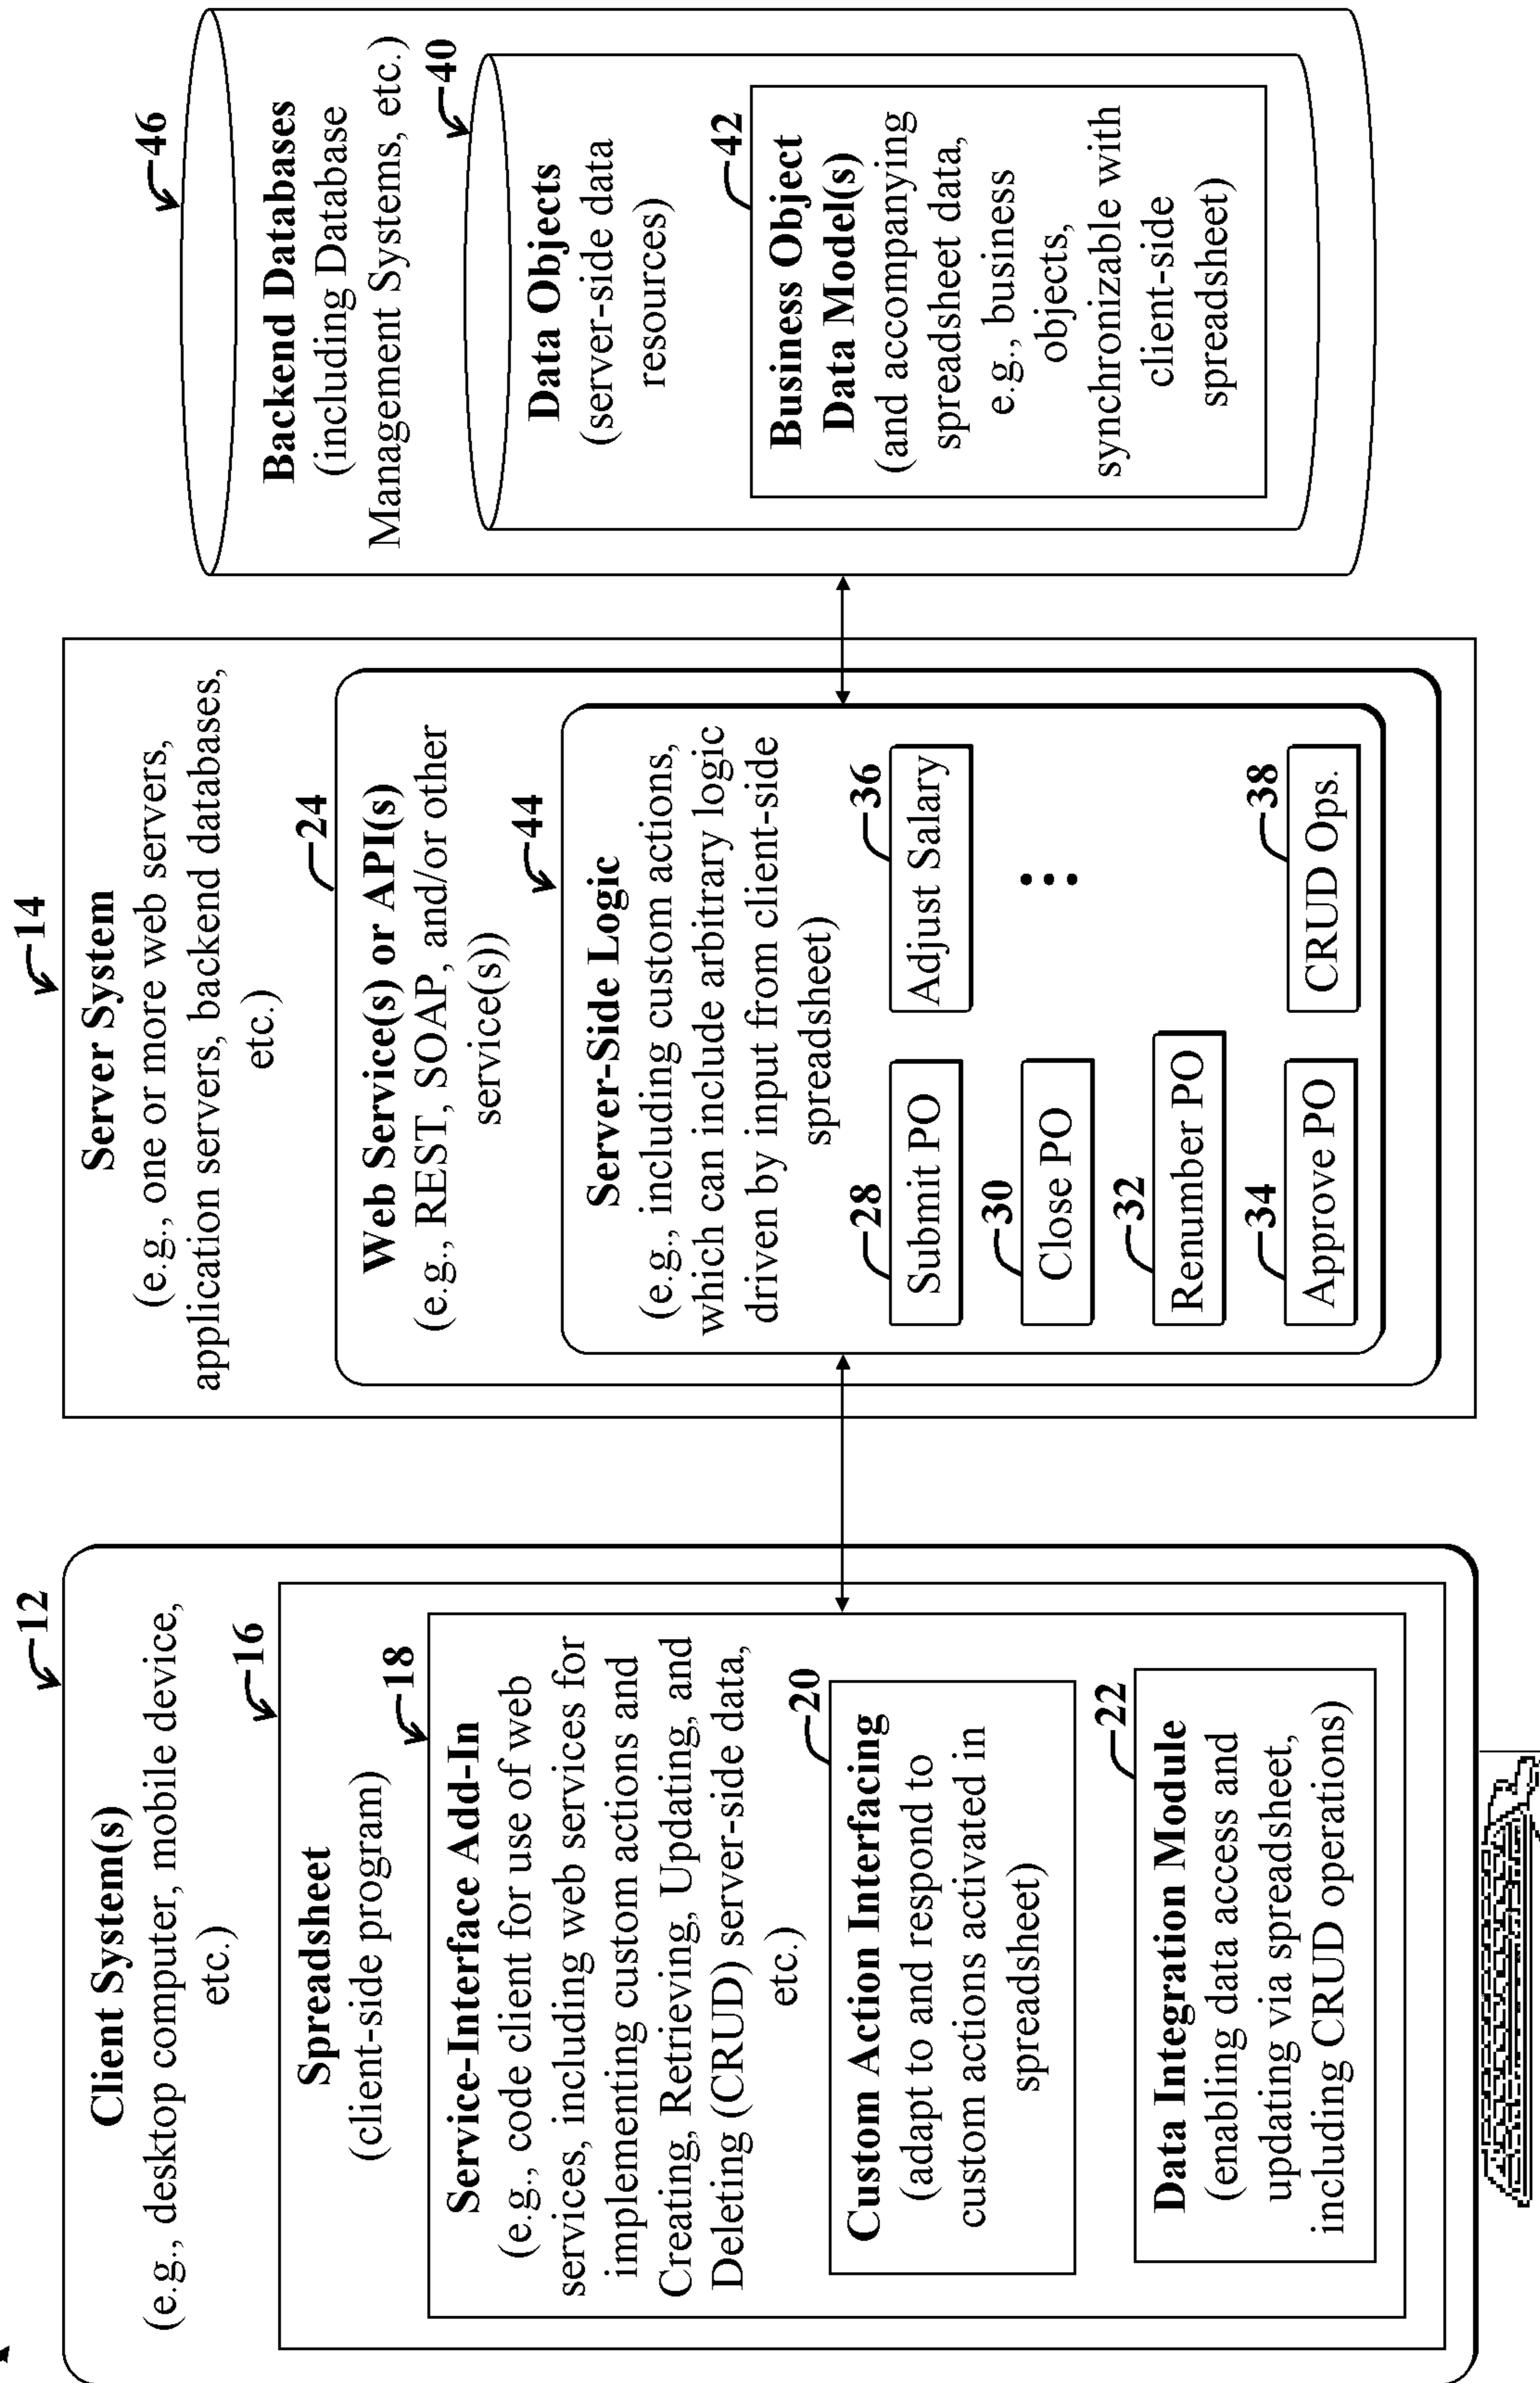 12
Client System(s)
(e.g., desktop computer, mobile device,
etc.)
16
Spreadsheet
(client-side program)
18
Service-Interface Add-In
(e.g., code client for use of web
services, including web services for
implementing custom actions and
Creating, Retrieving, Updating, and
Deleting (CRUD) server-side data,
etc.)
20
Custom Action Interfacing
(adapt to and respond to
custom actions activated in
spreadsheet)
22
Data Integration Module
(enabling data access and
updating via spreadsheet,
including CRUD operations)
14
Server System
(e.g., one or more web servers,
application servers, backend databases,
etc.)
24
Web Service(s) or API(s)
(e.g., REST, SOAP, and/or other
service(s))
44
Server-Side Logic
(e.g., including custom actions,
which can include arbitrary logic
driven by input from client-side
spreadsheet)
28
Submit PO
36
Adjust Salary
30
Close PO
32
Renumber PO
34
Approve PO
38
CRUD Ops.
46
Backend Databases
(including Database
Management Systems, etc.)
40
Data Objects
(server-side data
resources)
42
Business Object
Data Model(s)
(and accompanying
spreadsheet data,
e.g., business
objects,
synchronizable with
client-side
spreadsheet)